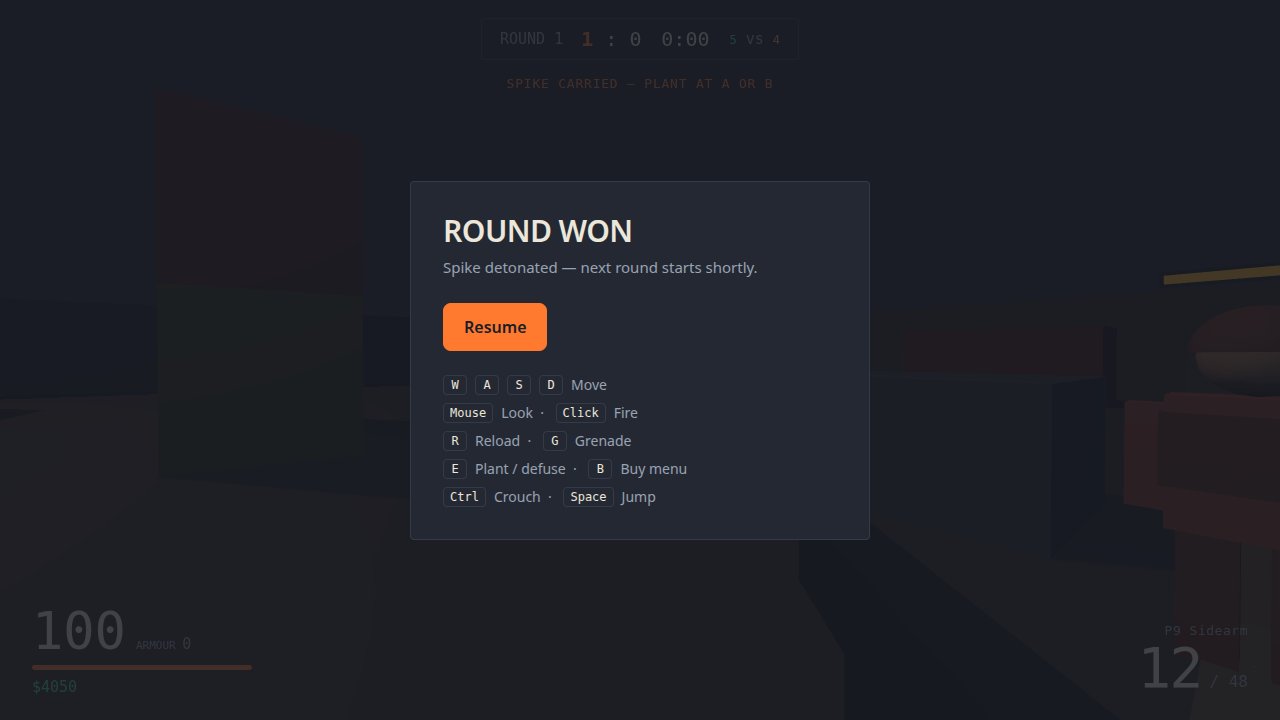 ROUND 1 1 : 0 0:00 5 VS 4
SPIKE CARRIED — PLANT AT A OR B
ROUND WON
Spike detonated — next round starts shortly.
Resume
W A S D Move
Mouse Look · Click Fire
R Reload · G Grenade
E Plant / defuse · B Buy menu
Ctrl Crouch · Space Jump
100 ARMOUR 0
$4050
P9 Sidearm
12 / 48